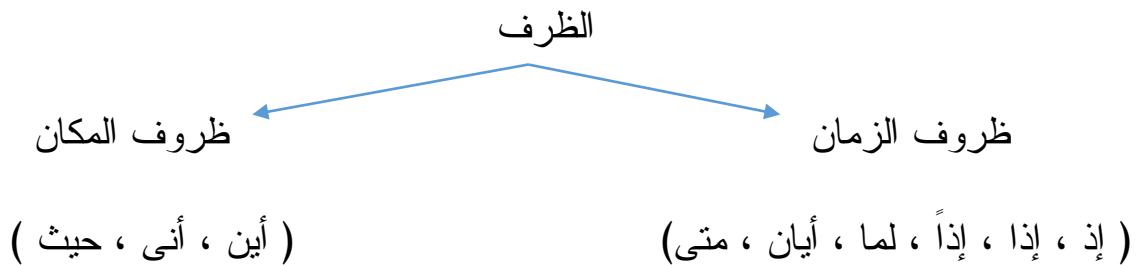 الظرف
ظروف الزمان
ظروف المكان
( إذ ، إذا ، إذاً ، لما ، أيان ، متى)
( أين ، أنى ، حيث )